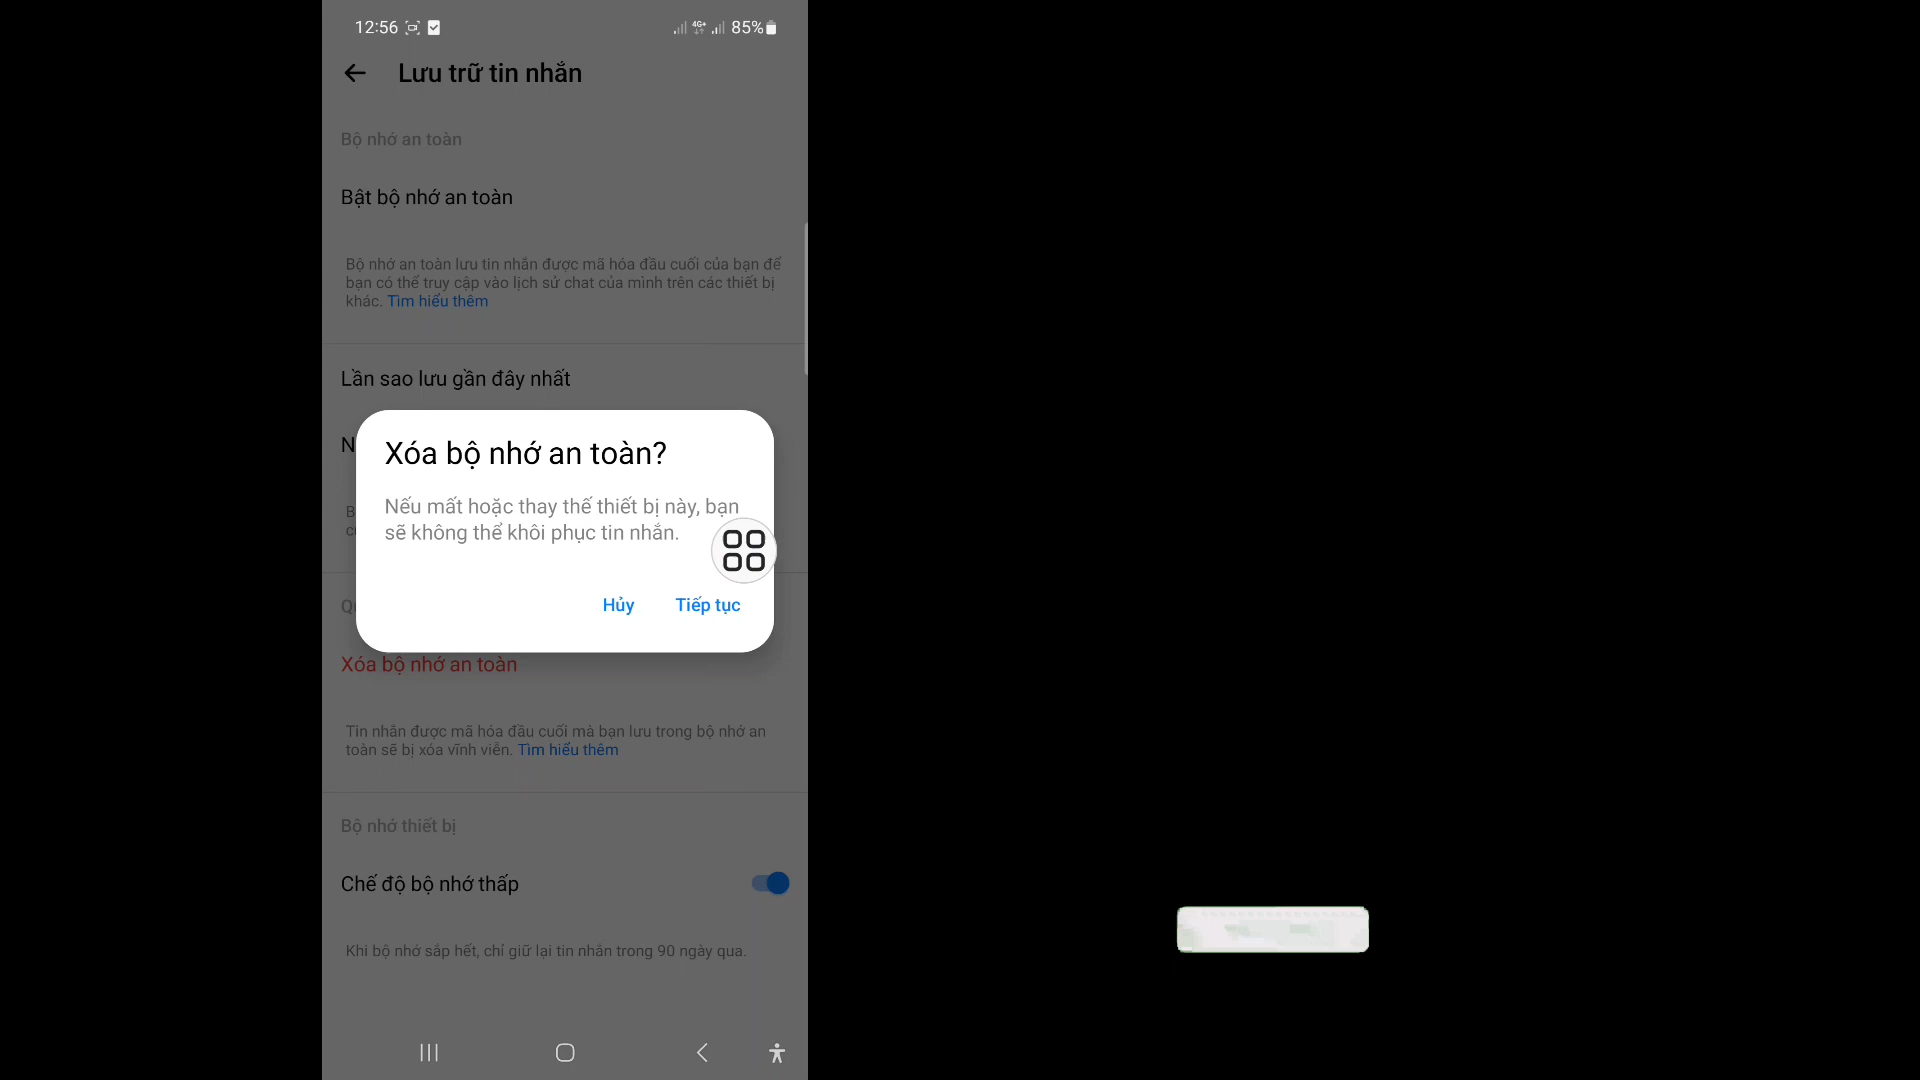 12:56 4G+ 85%
Lưu trữ tin nhắn
Bộ nhớ an toàn
Bật bộ nhớ an toàn
Bộ nhớ an toàn lưu tin nhắn được mã hóa đầu cuối của bạn để
bạn có thể truy cập vào lịch sử chat của mình trên các thiết bị
khác. Tìm hiểu thêm
Lần sao lưu gần đây nhất
Xóa bộ nhớ an toàn?
Nếu mất hoặc thay thế thiết bị này, bạn
sẽ không thể khôi phục tin nhắn.
Hủy Tiếp tục
Xóa bộ nhớ an toàn
Tin nhắn được mã hóa đầu cuối mà bạn lưu trong bộ nhớ an
toàn sẽ bị xóa vĩnh viễn. Tìm hiểu thêm
Bộ nhớ thiết bị
Chế độ bộ nhớ thấp
Khi bộ nhớ sắp hết, chỉ giữ lại tin nhắn trong 90 ngày qua.